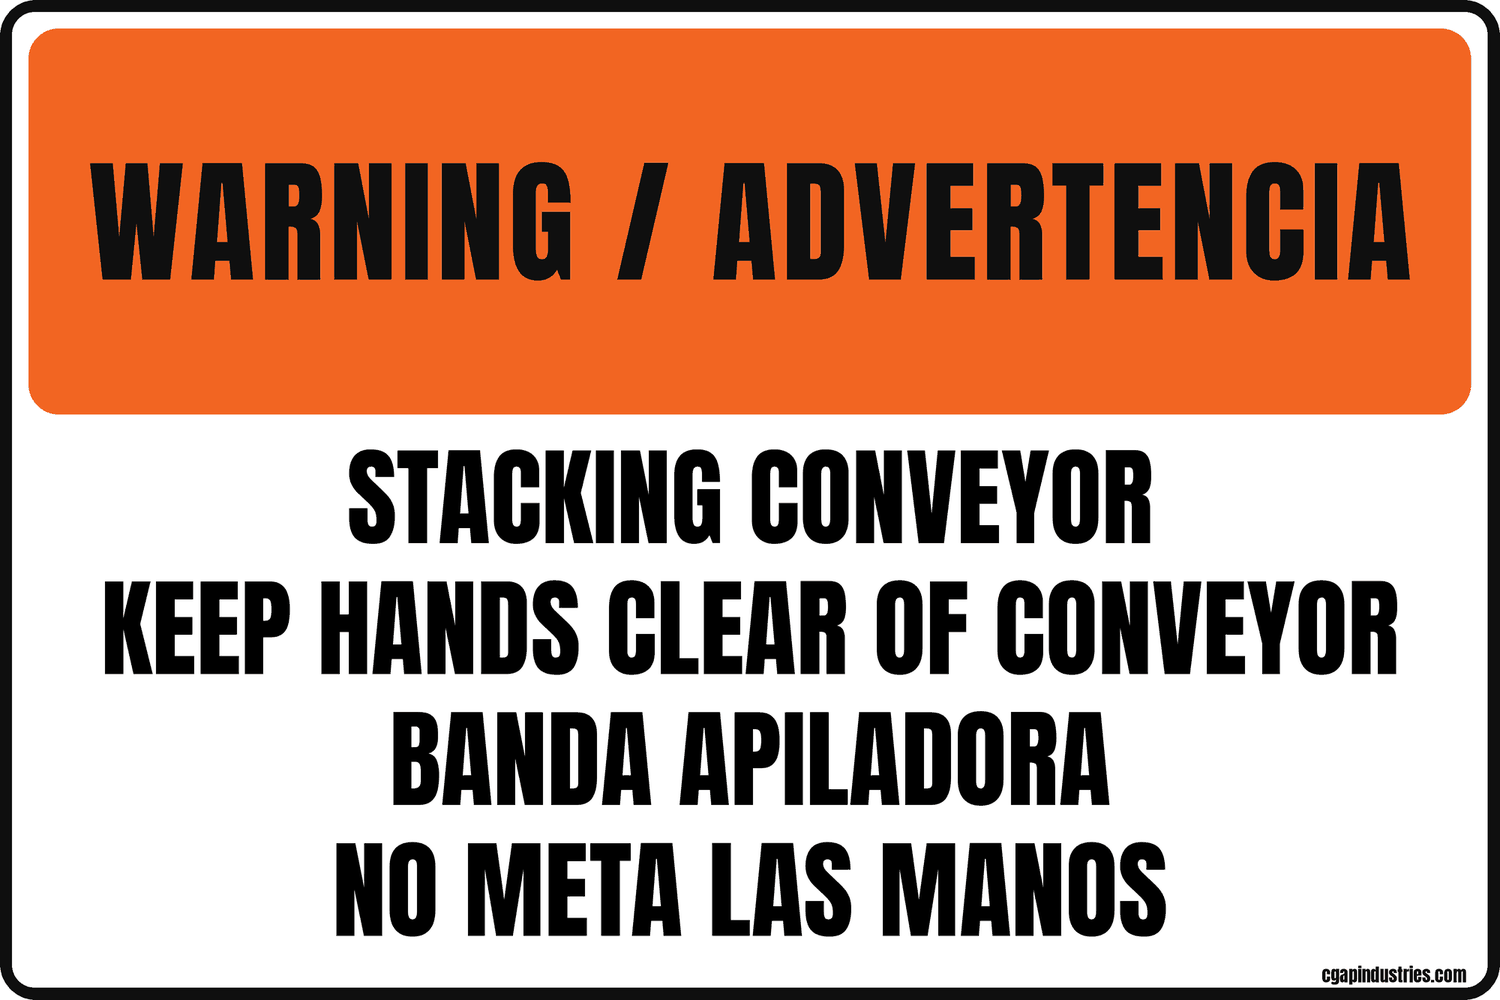 WARNING / ADVERTENCIA
STACKING CONVEYOR
KEEP HANDS CLEAR OF CONVEYOR
BANDA APILADORA
NO META LAS MANOS
cgapindustries.com